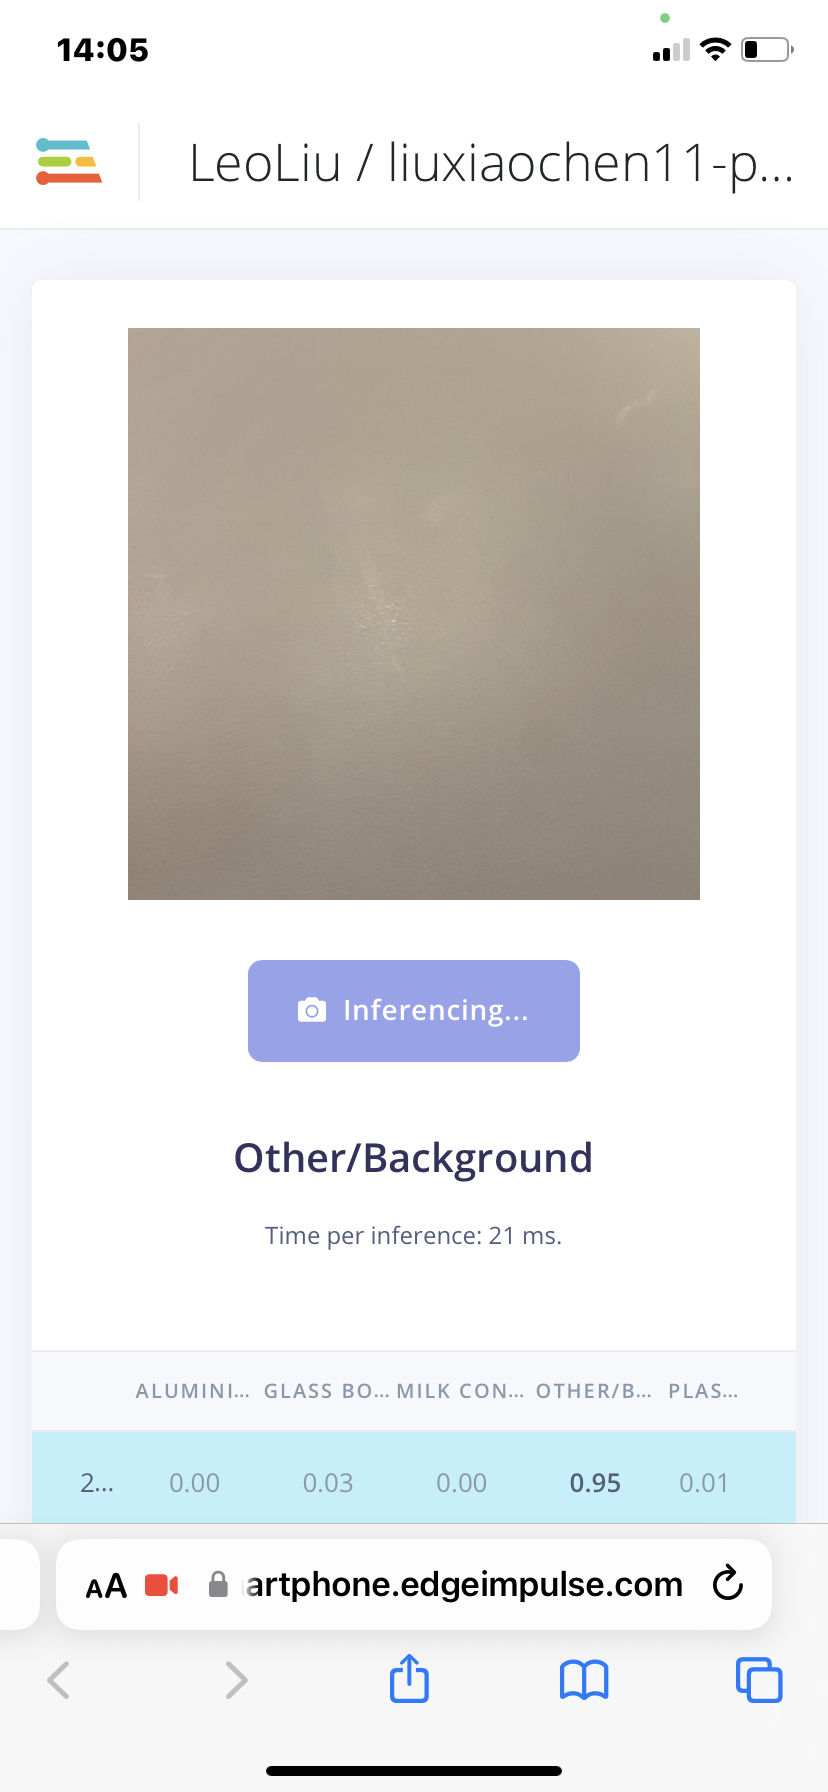 14:05
LeoLiu / liuxiaochen11-p...
Inferencing...
Other/Background
Time per inference: 21 ms.
ALUMINI... GLASS BO... MILK CON... OTHER/B... PLAS...
2... 0.00 0.03 0.00 0.95 0.01
AA artphone.edgeimpulse.com